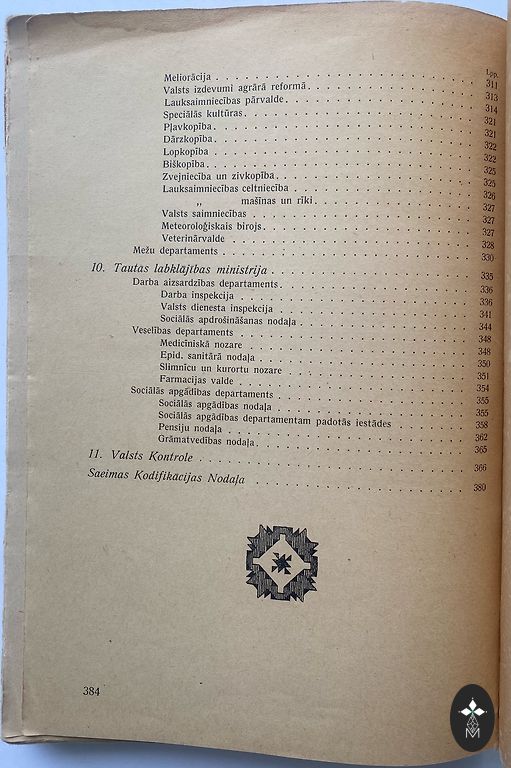 Lpp.
Meliorācija . . . . . . . . . . . . . . . . . . . . 311
Valsts izdevumi agrārā reformā . . . . . . . . . . . . 313
Lauksaimniecības pārvalde . . . . . . . . . . . . . . 314
Speciālās kultūras . . . . . . . . . . . . . . . . . 321
Pļavkopība . . . . . . . . . . . . . . . . . . . . 321
Dārzkopība . . . . . . . . . . . . . . . . . . . . 322
Lopkopība . . . . . . . . . . . . . . . . . . . . 322
Biškopība . . . . . . . . . . . . . . . . . . . . 325
Zvejniecība un zivkopība . . . . . . . . . . . . . . 325
Lauksaimniecības celtniecība . . . . . . . . . . . . . 326
„ mašīnas un rīki . . . . . . . . . . . . 327
Valsts saimniecības . . . . . . . . . . . . . . . . 327
Meteoroloģiskais birojs . . . . . . . . . . . . . . . 327
Veterinārvalde . . . . . . . . . . . . . . . . . . 328
Mežu departaments . . . . . . . . . . . . . . . . . 330
10. Tautas labklājības ministrija . . . . . . . . . . . . 335
Darba aizsardzības departaments . . . . . . . . . . . . 336
Darba inspekcija . . . . . . . . . . . . . . . . . 336
Valsts dienesta inspekcija . . . . . . . . . . . . . . 341
Sociālās apdrošināšanas nodaļa . . . . . . . . . . . . 344
Veselības departaments . . . . . . . . . . . . . . . 348
Medicīniskā nozare . . . . . . . . . . . . . . . . 348
Epid. sanitārā nodaļa . . . . . . . . . . . . . . . 350
Slimnīcu un kurortu nozare . . . . . . . . . . . . . 351
Farmacijas valde . . . . . . . . . . . . . . . . . 354
Sociālās apgādības departaments . . . . . . . . . . . . 355
Sociālās apgādības nodaļa . . . . . . . . . . . . . . 355
Sociālās apgādības departamentam padotās iestādes . . . . . . 358
Pensiju nodaļa . . . . . . . . . . . . . . . . . . 362
Grāmatvedības nodaļa . . . . . . . . . . . . . . . . 365
11. Valsts Kontrole . . . . . . . . . . . . . . . . . 366
Saeimas Kodifikācijas Nodaļa . . . . . . . . . . . . . 380
384
M